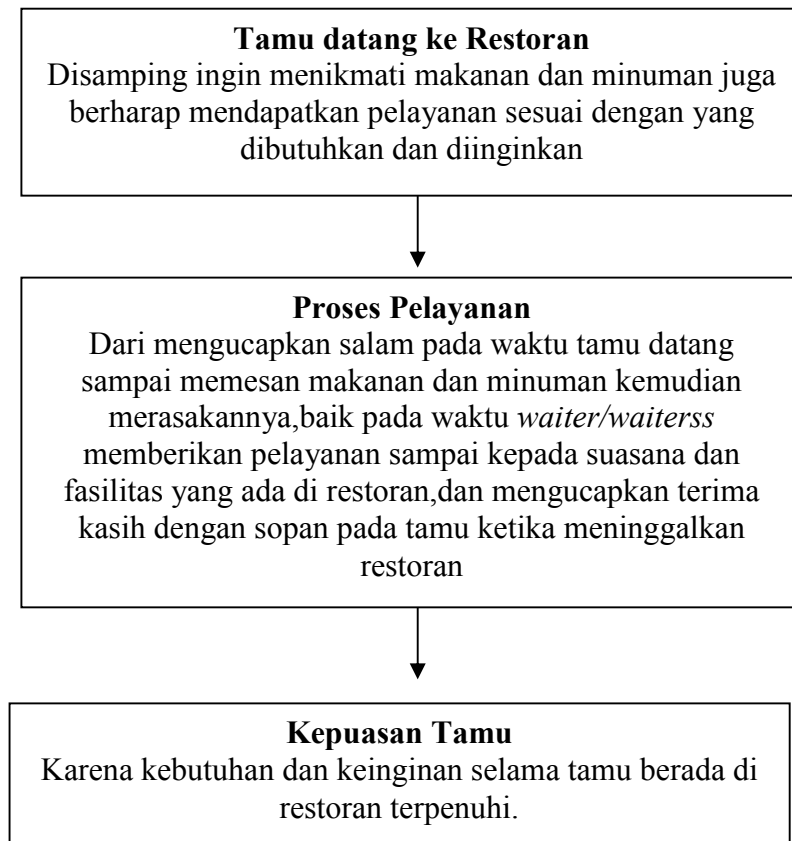 Tamu datang ke Restoran
Disamping ingin menikmati makanan dan minuman juga
berharap mendapatkan pelayanan sesuai dengan yang
dibutuhkan dan diinginkan
Proses Pelayanan
Dari mengucapkan salam pada waktu tamu datang
sampai memesan makanan dan minuman kemudian
merasakannya,baik pada waktu waiter/waiterss
memberikan pelayanan sampai kepada suasana dan
fasilitas yang ada di restoran,dan mengucapkan terima
kasih dengan sopan pada tamu ketika meninggalkan
restoran
Kepuasan Tamu
Karena kebutuhan dan keinginan selama tamu berada di
restoran terpenuhi.